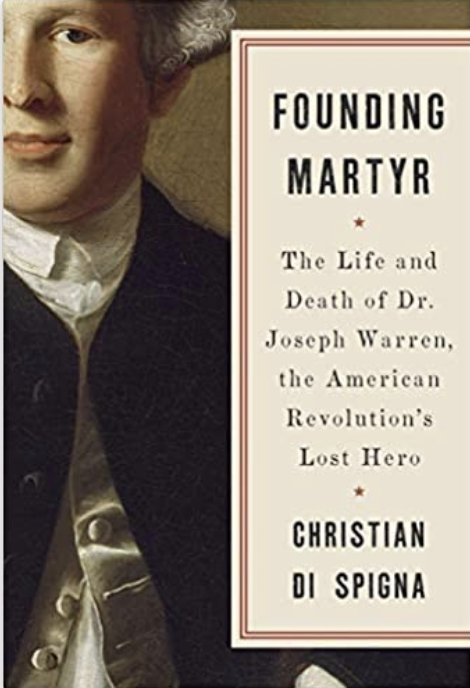 FOUNDING
MARTYR
The Life and
Death of Dr.
Joseph Warren,
the American
Revolution's
Lost Hero
CHRISTIAN
DI SPIGNA